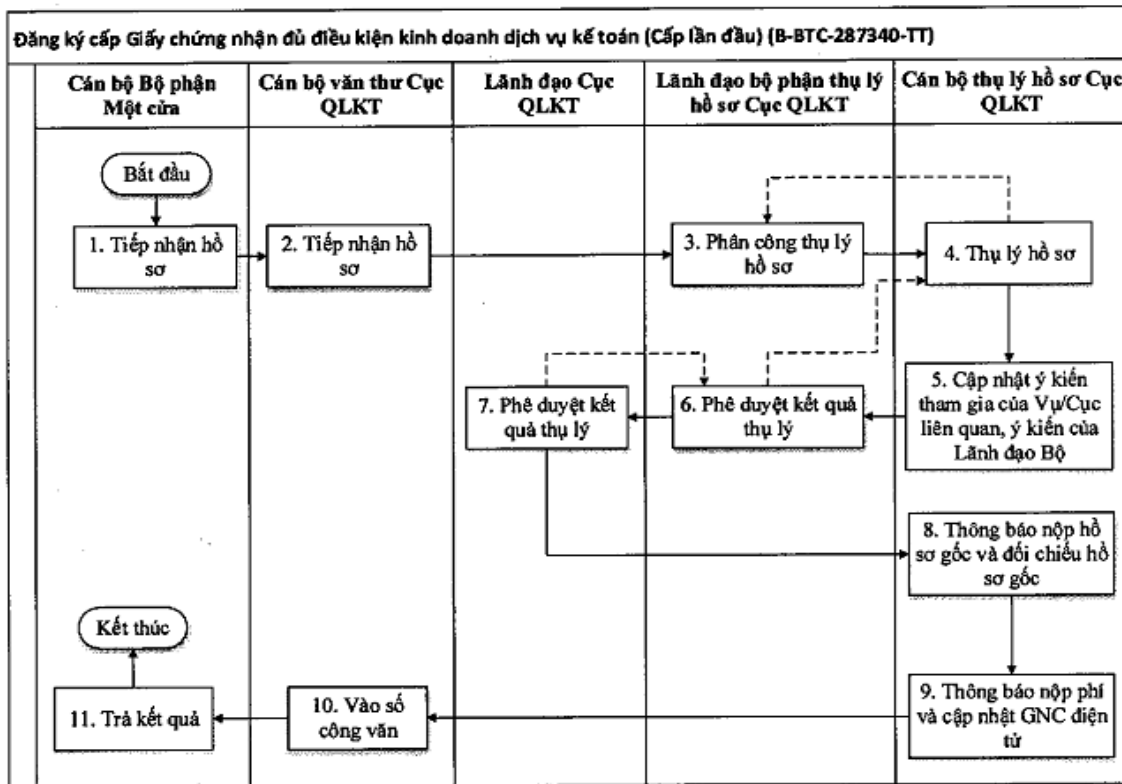 Đăng ký cấp Giấy chứng nhận đủ điều kiện kinh doanh dịch vụ kế toán (Cấp lần đầu) (B-BTC-287340-TT)
Cán bộ Bộ phận
Một cửa
Cán bộ văn thư Cục
QLKT
Lãnh đạo Cục
QLKT
Lãnh đạo bộ phận thụ lý
hồ sơ Cục QLKT
Cán bộ thụ lý hồ sơ Cục
QLKT
Bắt đầu
1. Tiếp nhận hồ
sơ
2. Tiếp nhận hồ
sơ
3. Phân công thụ lý
hồ sơ
4. Thụ lý hồ sơ
5. Cập nhật ý kiến
tham gia của Vụ/Cục
liên quan, ý kiến của
Lãnh đạo Bộ
6. Phê duyệt kết quả
thụ lý
7. Phê duyệt kết
quả thụ lý
8. Thông báo nộp hồ
sơ gốc và đối chiếu hồ
sơ gốc
9. Thông báo nộp phí
và cập nhật GNC điện
tử
10. Vào số
công văn
11. Trả kết quả
Kết thúc